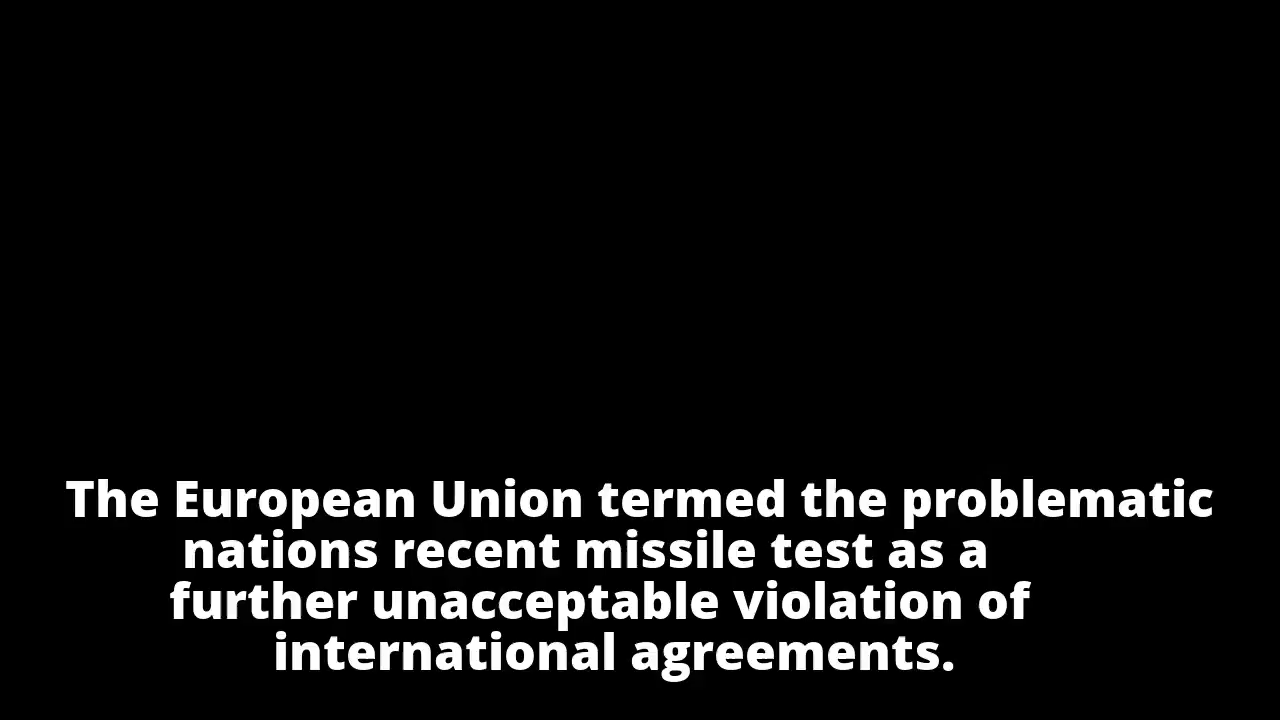 The European Union termed the problematic
nations recent missile test as a
further unacceptable violation of
international agreements.